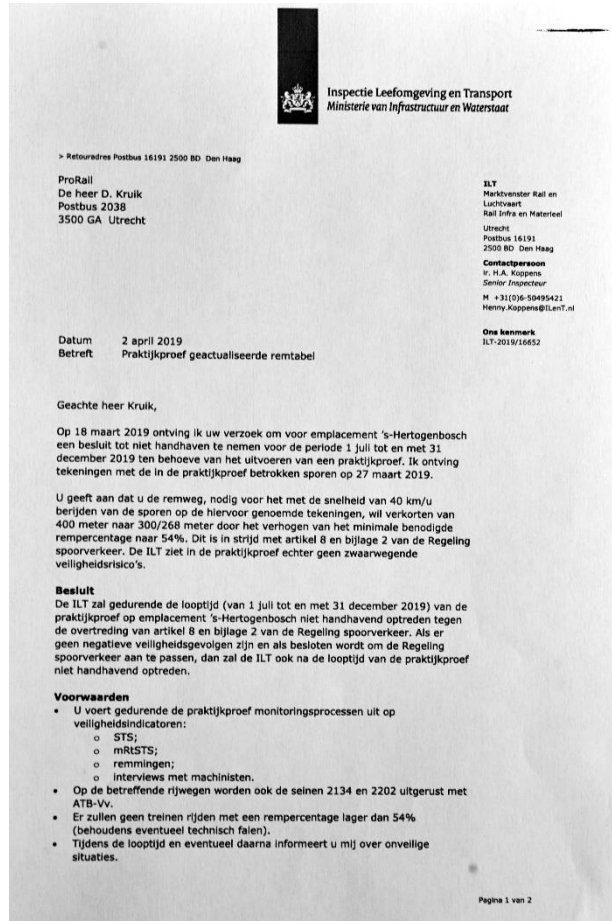 Inspectie Leefomgeving en Transport
Ministerie van Infrastructuur en Waterstaat
> Retouradres Postbus 16191 2500 BD Den Haag
ProRail
De heer D. Kruik
Postbus 2038
3500 GA Utrecht
ILT
Marktvenster Rail en
Luchtvaart
Rail Infra en Materieel
Utrecht
Postbus 16191
2500 BD Den Haag
Contactpersoon
ir. H.A. Koppens
Senior Inspecteur
M +31(0)6-50495421
Henny.Koppens@ILenT.nl
Ons kenmerk
ILT-2019/16652
Datum 2 april 2019
Betreft Praktijkproef geactualiseerde remtabel
Geachte heer Kruik,
Op 18 maart 2019 ontving ik uw verzoek om voor emplacement 's-Hertogenbosch
een besluit tot niet handhaven te nemen voor de periode 1 juli tot en met 31
december 2019 ten behoeve van het uitvoeren van een praktijkproef. Ik ontving
tekeningen met de in de praktijkproef betrokken sporen op 27 maart 2019.
U geeft aan dat u de remweg, nodig voor het met de snelheid van 40 km/u
berijden van de sporen op de hiervoor genoemde tekeningen, wil verkorten van
400 meter naar 300/268 meter door het verhogen van het minimale benodigde
rempercentage naar 54%. Dit is in strijd met artikel 8 en bijlage 2 van de Regeling
spoorverkeer. De ILT ziet in de praktijkproef echter geen zwaarwegende
veiligheidsrisico's.
Besluit
De ILT zal gedurende de looptijd (van 1 juli tot en met 31 december 2019) van de
praktijkproef op emplacement 's-Hertogenbosch niet handhavend optreden tegen
de overtreding van artikel 8 en bijlage 2 van de Regeling spoorverkeer. Als er
geen negatieve veiligheidsgevolgen zijn en als besloten wordt om de Regeling
spoorverkeer aan te passen, dan zal de ILT ook na de looptijd van de praktijkproef
niet handhavend optreden.
Voorwaarden
• U voert gedurende de praktijkproef monitoringsprocessen uit op
veiligheidsindicatoren:
o STS;
o mRtSTS;
o remmingen;
o interviews met machinisten.
• Op de betreffende rijwegen worden ook de seinen 2134 en 2202 uitgerust met
ATB-Vv.
• Er zullen geen treinen rijden met een rempercentage lager dan 54%
(behoudens eventueel technisch falen).
• Tijdens de looptijd en eventueel daarna informeert u mij over onveilige
situaties.
Pagina 1 van 2